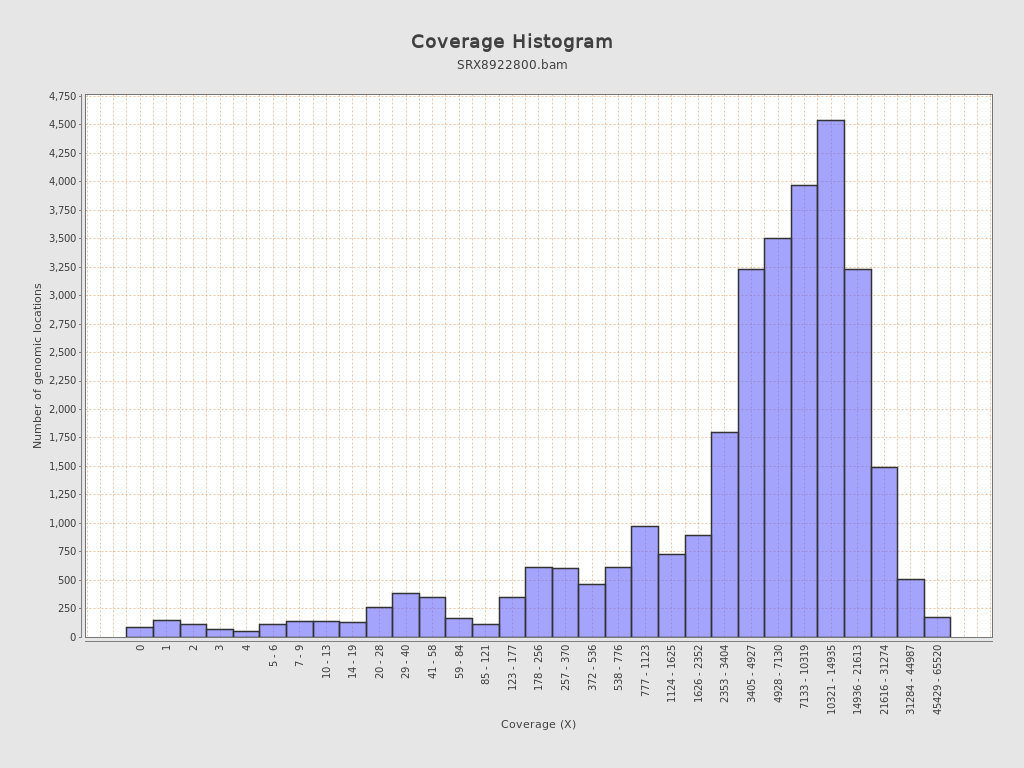 Coverage Histogram
SRX8922800.bam
4,750
4,500
4,250
4,000
3,750
3,500
3,250
3,000
2,750
2,500
2,250
2,000
1,750
1,500
1,250
1,000
750
500
250
0
Number of genomic locations
0
1
2
3
4
5 - 6
7 - 9
10 - 13
14 - 19
20 - 28
29 - 40
41 - 58
59 - 84
85 - 121
123 - 177
178 - 256
257 - 370
372 - 536
538 - 776
777 - 1123
1124 - 1625
1626 - 2352
2353 - 3404
3405 - 4927
4928 - 7130
7133 - 10319
10321 - 14935
14936 - 21613
21616 - 31274
31284 - 44987
45429 - 65520
Coverage (X)